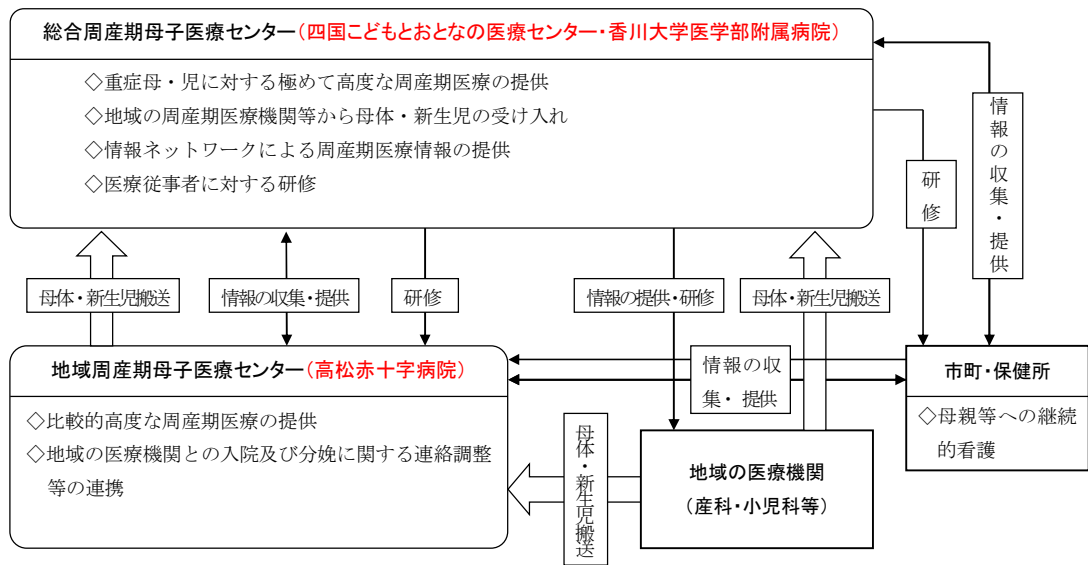 総合周産期母子医療センター(四国こどもとおとなの医療センター・香川大学医学部附属病院)
◇重症母・児に対する極めて高度な周産期医療の提供
◇地域の周産期医療機関等から母体・新生児の受け入れ
◇情報ネットワークによる周産期医療情報の提供
◇医療従事者に対する研修
研修
情報の収集・提供
母体・新生児搬送
情報の収集・提供
研修
情報の提供・研修
母体・新生児搬送
地域周産期母子医療センター(高松赤十字病院)
◇比較的高度な周産期医療の提供
◇地域の医療機関との入院及び分娩に関する連絡調整
等の連携
情報の収
集・提供
市町・保健所
◇母親等への継続
的看護
母体・新生児搬送
地域の医療機関
(産科・小児科等)